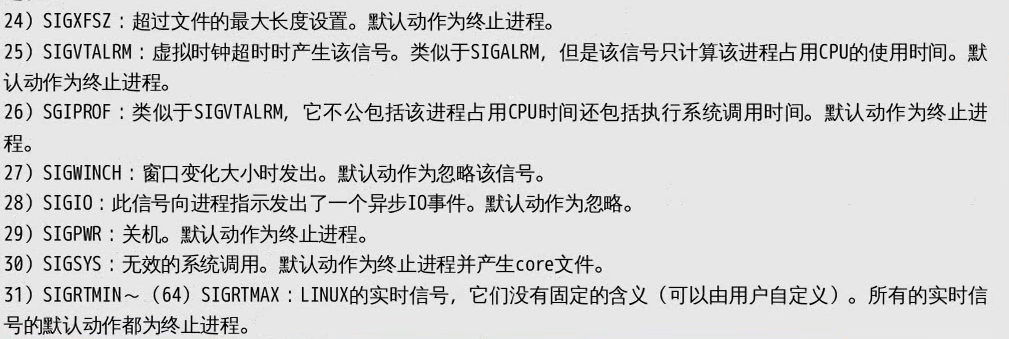 24) SIGXFSZ：超过文件的最大长度设置。默认动作为终止进程。
25) SIGVTALRM：虚拟时钟超时时产生该信号。类似于SIGALRM，但是该信号只计算该进程占用CPU的使用时间。默
认动作为终止进程。
26) SGIPROF：类似于SIGVTALRM，它不公包括该进程占用CPU时间还包括执行系统调用时间。默认动作为终止进
程。
27) SIGWINCH：窗口变化大小时发出。默认动作为忽略该信号。
28) SIGIO：此信号向进程指示发出了一个异步IO事件。默认动作为忽略。
29) SIGPWR：关机。默认动作为终止进程。
30) SIGSYS：无效的系统调用。默认动作为终止进程并产生core文件。
31) SIGRTMIN～（64）SIGRTMAX：LINUX的实时信号，它们没有固定的含义（可以由用户自定义）。所有的实时信
号的默认动作都为终止进程。